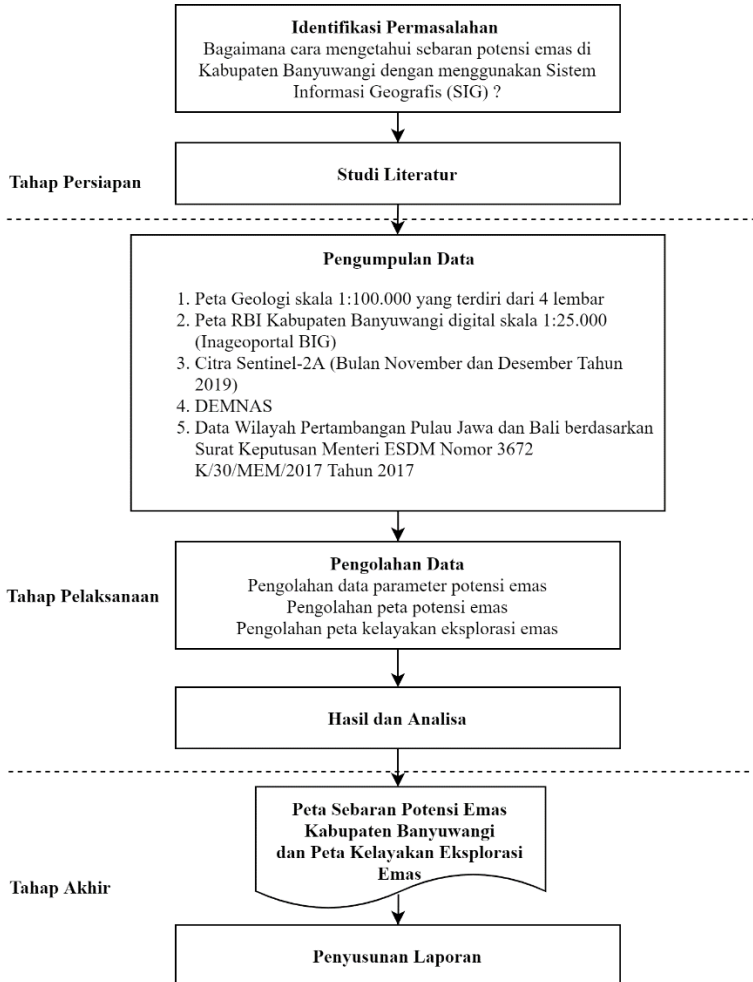 Identifikasi Permasalahan
Bagaimana cara mengetahui sebaran potensi emas di
Kabupaten Banyuwangi dengan menggunakan Sistem
Informasi Geografis (SIG) ?
Studi Literatur
Tahap Persiapan
Pengumpulan Data
1. Peta Geologi skala 1:100.000 yang terdiri dari 4 lembar
2. Peta RBI Kabupaten Banyuwangi digital skala 1:25.000
(Inageoportal BIG)
3. Citra Sentinel-2A (Bulan November dan Desember Tahun
2019)
4. DEMNAS
5. Data Wilayah Pertambangan Pulau Jawa dan Bali berdasarkan
Surat Keputusan Menteri ESDM Nomor 3672
K/30/MEM/2017 Tahun 2017
Pengolahan Data
Pengolahan data parameter potensi emas
Pengolahan peta potensi emas
Pengolahan peta kelayakan eksplorasi emas
Tahap Pelaksanaan
Hasil dan Analisa
Peta Sebaran Potensi Emas
Kabupaten Banyuwangi
dan Peta Kelayakan Eksplorasi
Emas
Tahap Akhir
Penyusunan Laporan